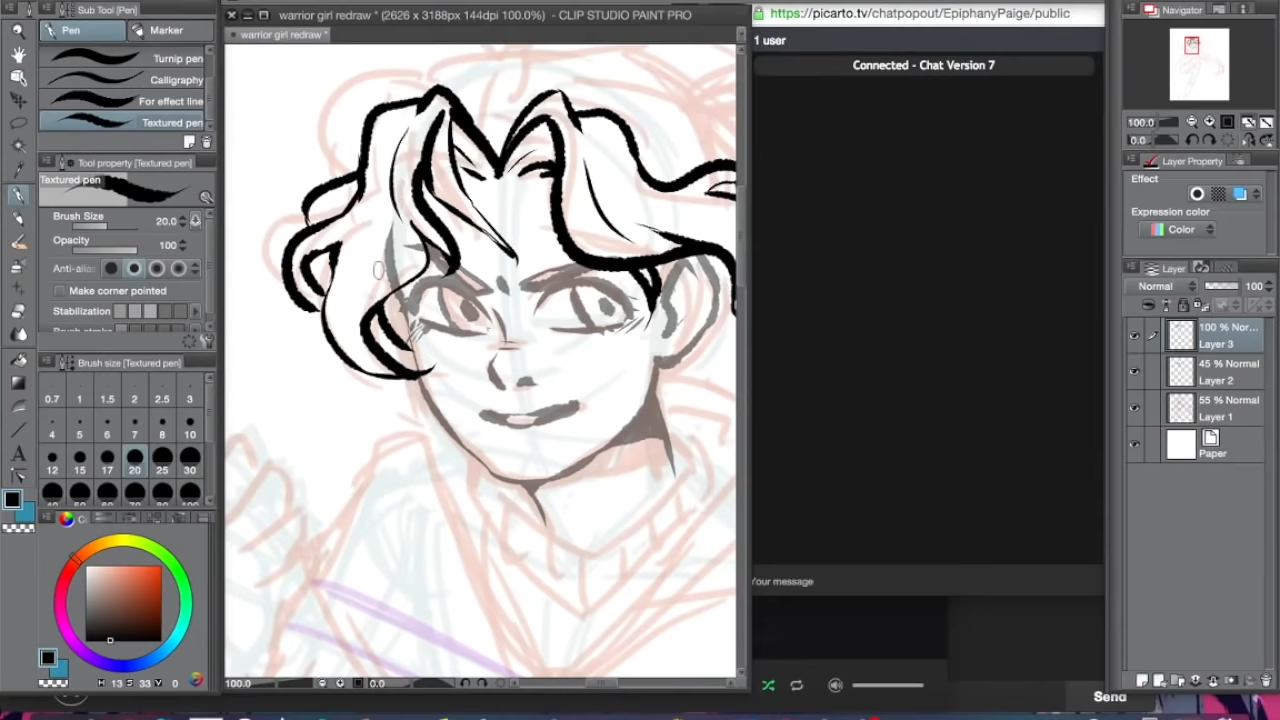 Sub Tool [Pen]
Pen
Marker
Turnip pen
Calligraphy
For effect line
Textured pen
Tool property [Textured pen]
Textured pen
Brush Size
20.0
Opacity
100
Anti-alias
Make corner pointed
Stabilization
Brush size [Textured pen]
0.7
1
1.5
2
2.5
3
4
5
6
7
8
10
12
15
17
20
25
30
H 13 S 33 V 0
warrior girl redraw * (2626 x 3188px 144dpi 100.0%) - CLIP STUDIO PAINT PRO
warrior girl redraw *
100.0
0.0
https://picarto.tv/chatpopout/EpiphanyPaige/public
1 user
Connected - Chat Version 7
Your message
Send
Navigator
100.0
0.0
Layer Property
Effect
Expression color
Color
Layer
Normal
100
100 % Nor...
Layer 3
45 % Normal
Layer 2
55 % Normal
Layer 1
Paper